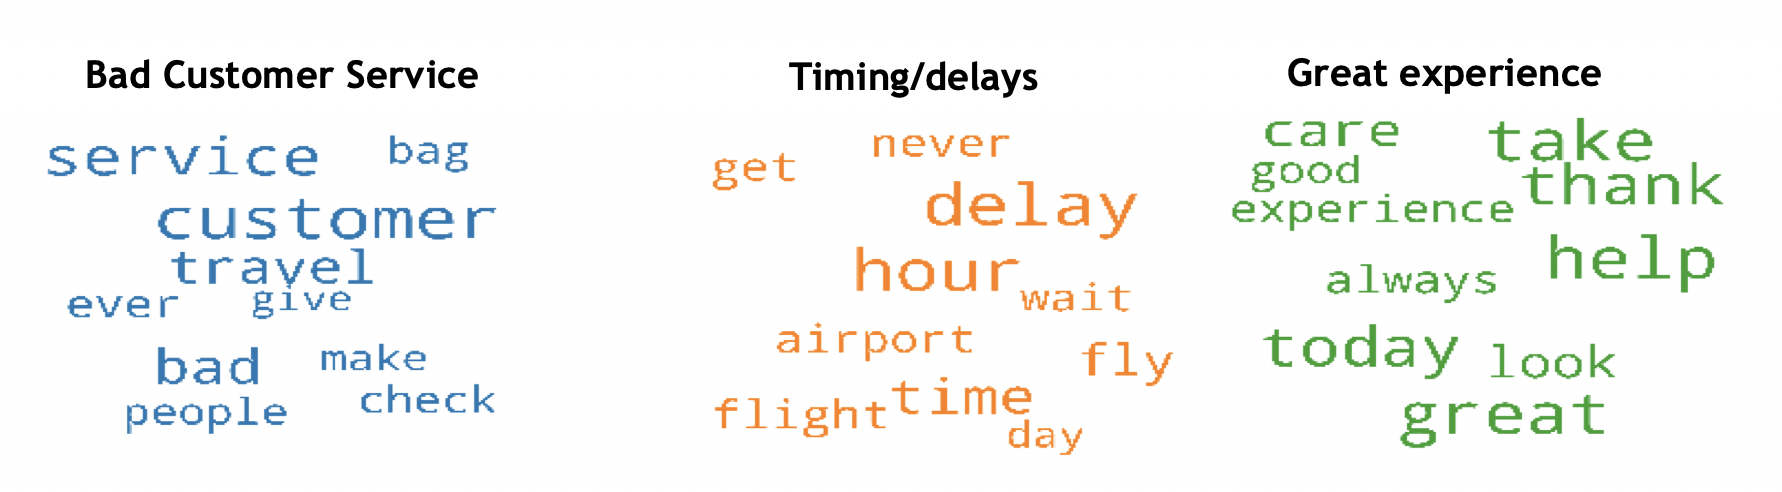 Bad Customer Service
service bag
customer
travel
ever give
bad make
people check
Timing/delays
never
get
delay
hour
wait
airport
fly
time
flight
day
Great experience
care take
good thank
experience
help
always
today look
great